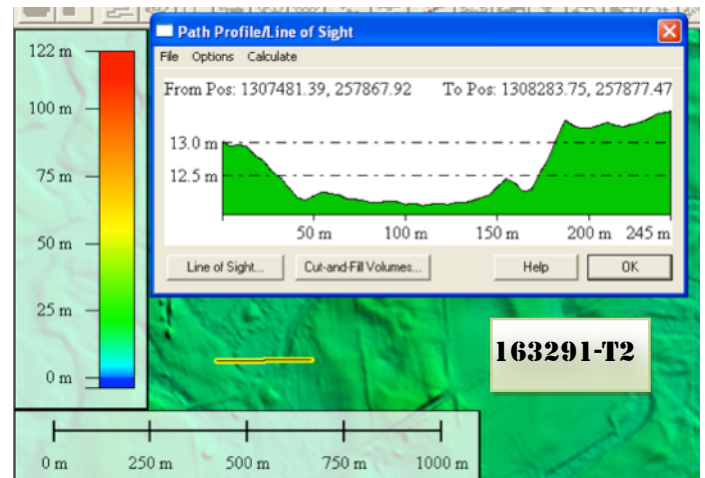 Path Profile/Line of Sight
File Options Calculate
From Pos: 1307481.39, 257867.92 To Pos: 1308283.75, 257877.47
13.0 m
12.5 m
50 m 100 m 150 m 200 m 245 m
Line of Sight... Cut-and-Fill Volumes... Help OK
122 m
100 m
75 m
50 m
25 m
0 m
163291-T2
0 m 250 m 500 m 750 m 1000 m